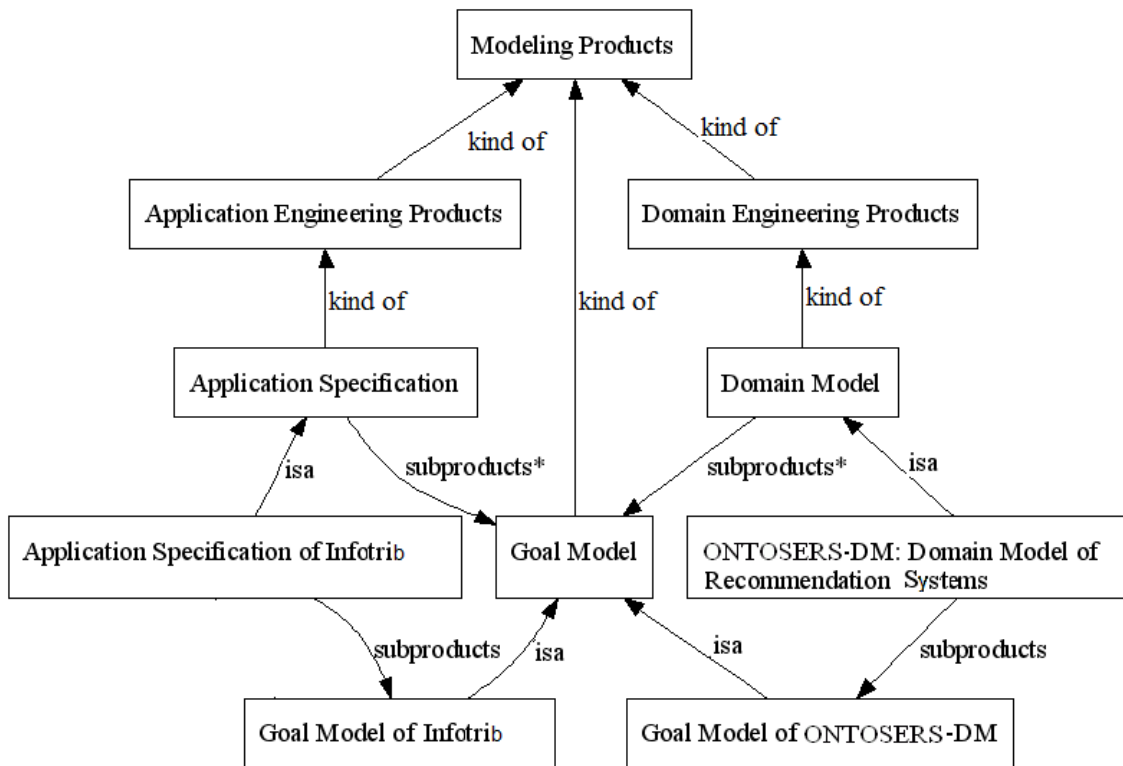 Modeling Products
kind of
kind of
Application Engineering Products
Domain Engineering Products
kind of
kind of
kind of
Application Specification
Domain Model
isa
subproducts*
subproducts*
isa
Application Specification of Infotrib
Goal Model
ONTOSERS-DM: Domain Model of
Recommendation Systems
subproducts
isa
isa
subproducts
Goal Model of Infotrib
Goal Model of ONTOSERS-DM